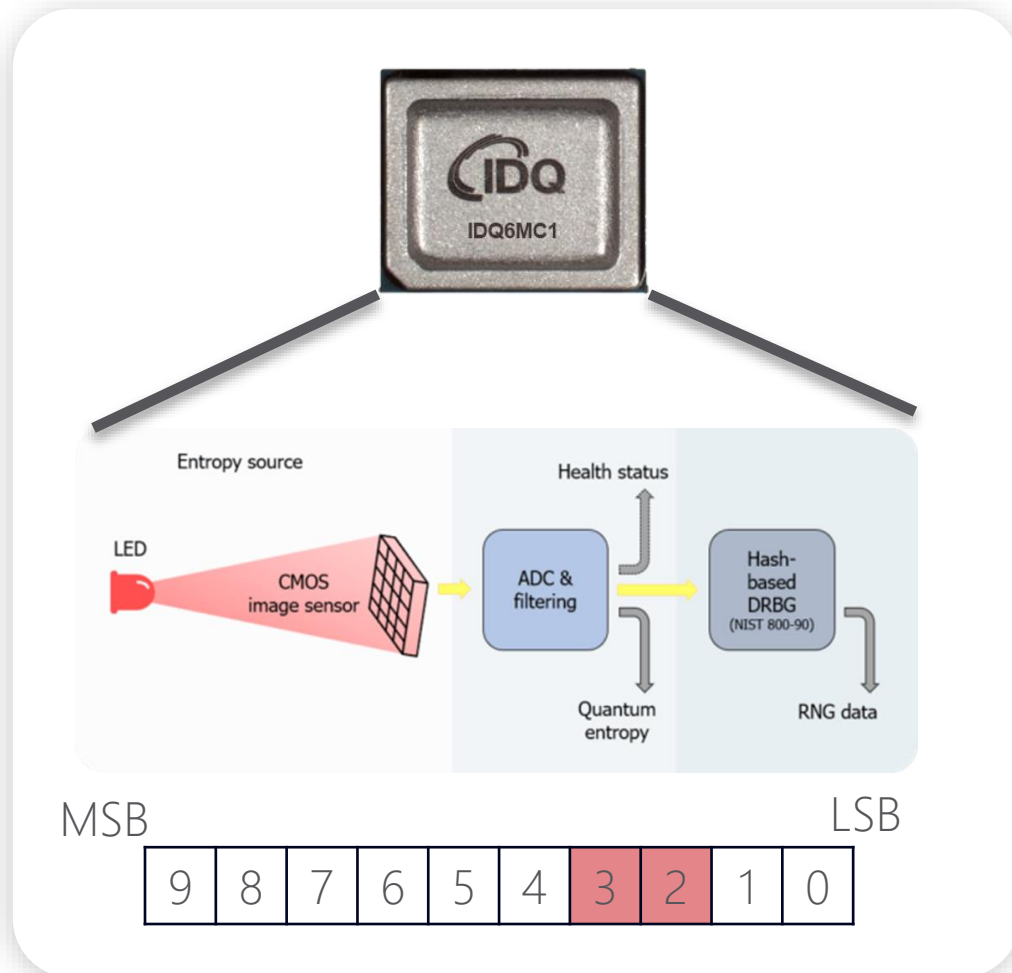 IDQ
IDQ6MC1
Entropy source
Health status
LED
CMOS
image sensor
ADC &
filtering
Hash-
based
DRBG
(NIST 800-90)
Quantum
entropy
RNG data
MSB
LSB
9 8 7 6 5 4 3 2 1 0